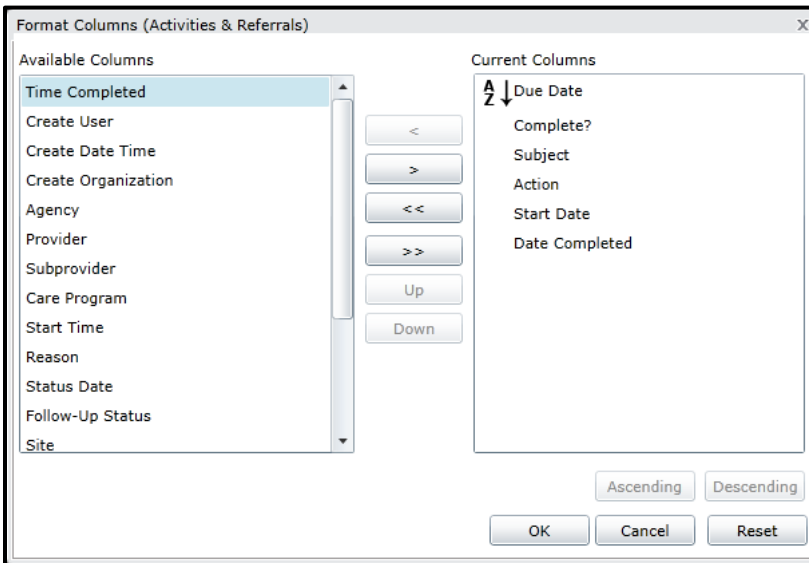 Format Columns (Activities & Referrals)
X
Available Columns
Time Completed
Create User
Create Date Time
Create Organization
Agency
Provider
Subprovider
Care Program
Start Time
Reason
Status Date
Follow-Up Status
Site
<
>
<<
>>
Up
Down
Current Columns
A
Z
Due Date
Complete?
Subject
Action
Start Date
Date Completed
Ascending
Descending
OK
Cancel
Reset